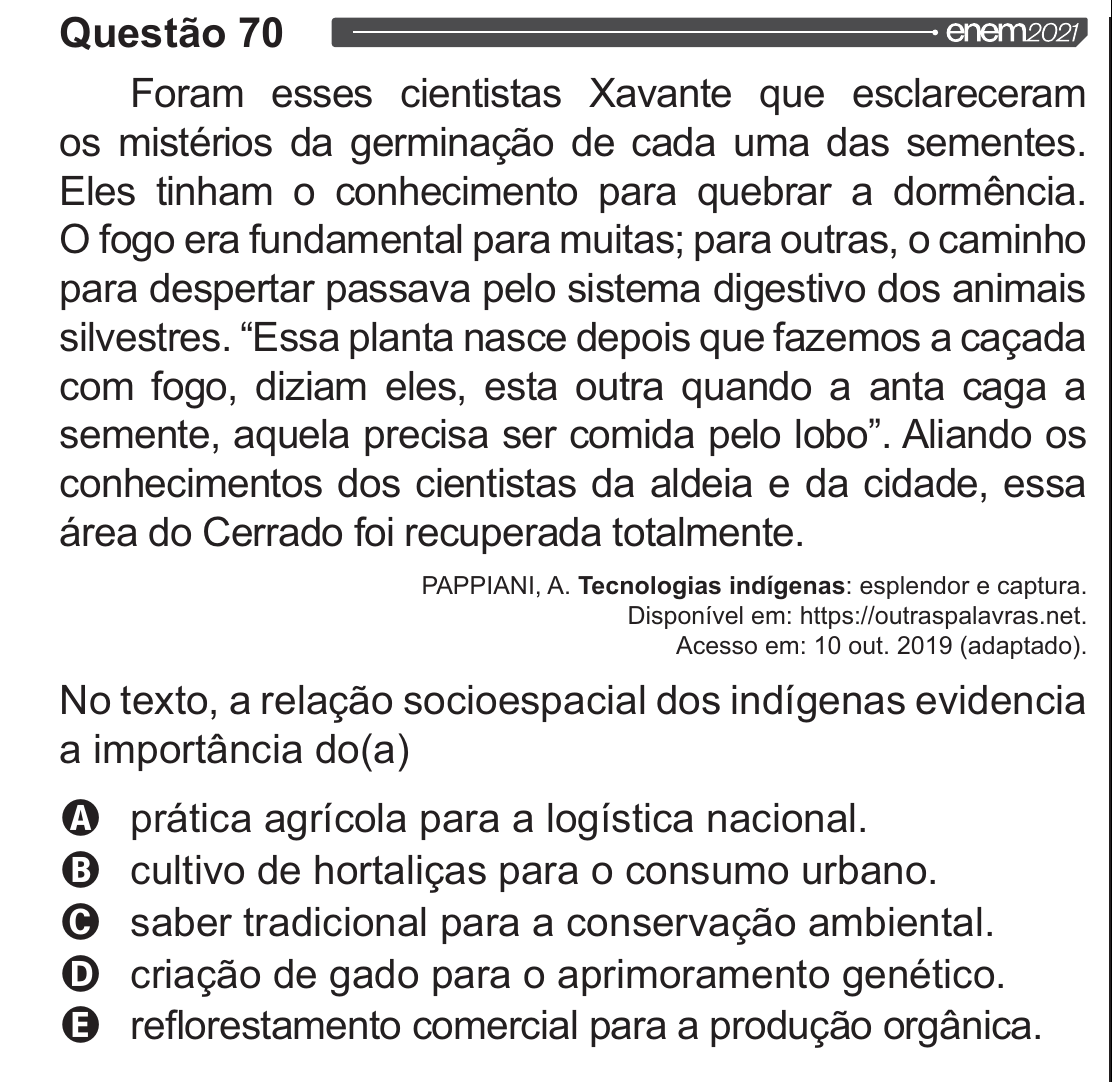 Questão 70
enem2021
Foram esses cientistas Xavante que esclareceram
os mistérios da germinação de cada uma das sementes.
Eles tinham o conhecimento para quebrar a dormência.
O fogo era fundamental para muitas; para outras, o caminho
para despertar passava pelo sistema digestivo dos animais
silvestres. “Essa planta nasce depois que fazemos a caçada
com fogo, diziam eles, esta outra quando a anta caga a
semente, aquela precisa ser comida pelo lobo”. Aliando os
conhecimentos dos cientistas da aldeia e da cidade, essa
área do Cerrado foi recuperada totalmente.
PAPPIANI, A. Tecnologias indígenas: esplendor e captura.
Disponível em: https://outraspalavras.net.
Acesso em: 10 out. 2019 (adaptado).
No texto, a relação socioespacial dos indígenas evidencia
a importância do(a)
A prática agrícola para a logística nacional.
B cultivo de hortaliças para o consumo urbano.
C saber tradicional para a conservação ambiental.
D criação de gado para o aprimoramento genético.
E reflorestamento comercial para a produção orgânica.